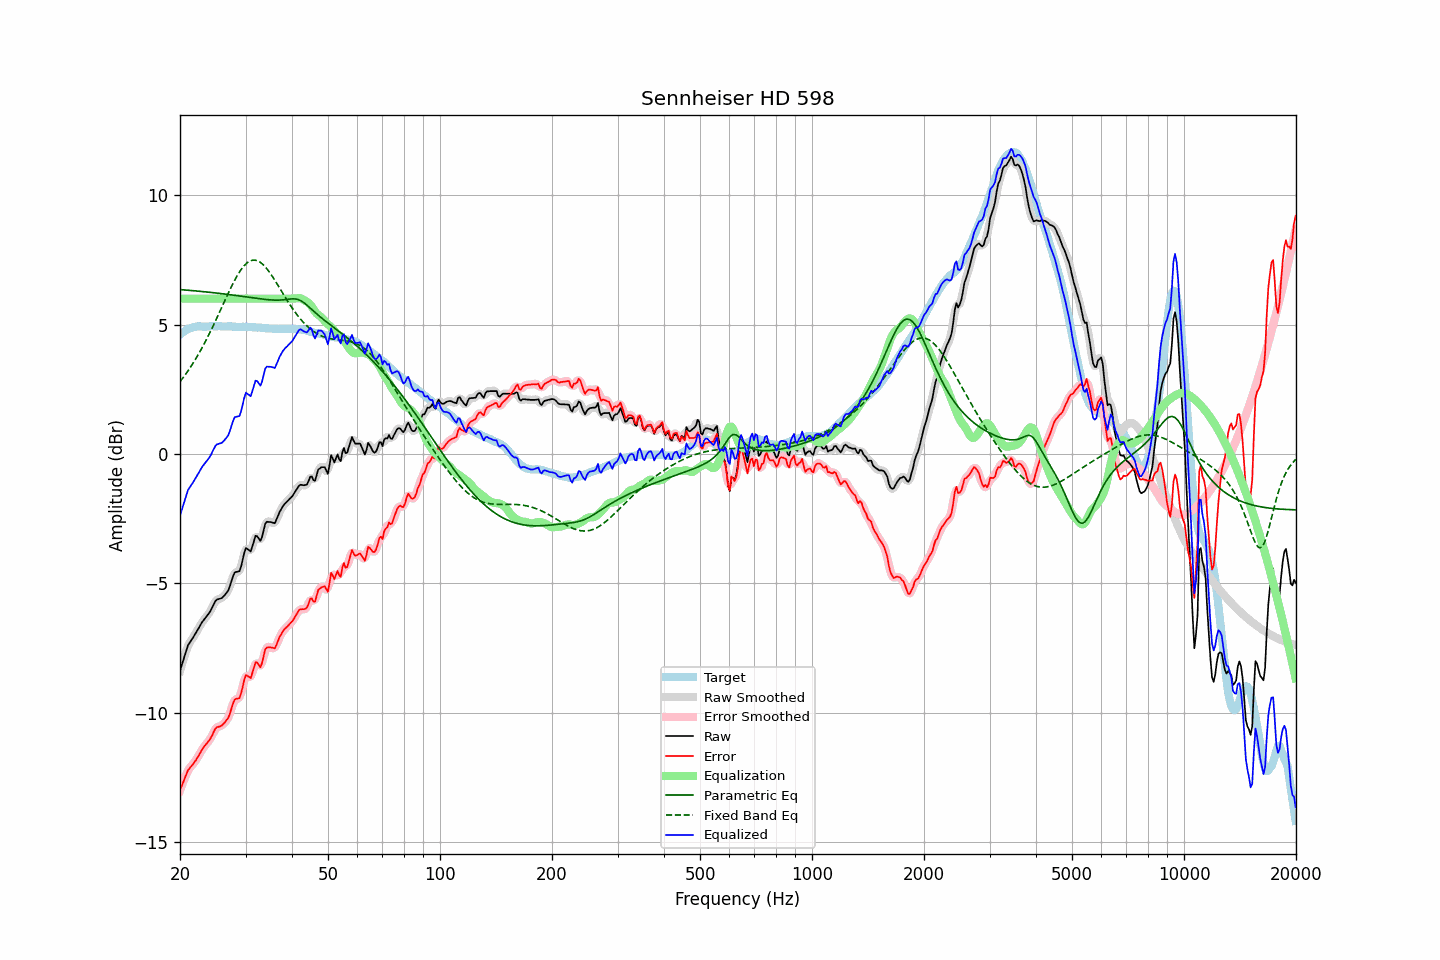 Sennheiser HD 598
Amplitude (dBr)
10
5
0
−5
−10
−15
20
50
100
200
500
1000
2000
5000
10000
20000
Frequency (Hz)
Target
Raw Smoothed
Error Smoothed
Raw
Error
Equalization
Parametric Eq
Fixed Band Eq
Equalized